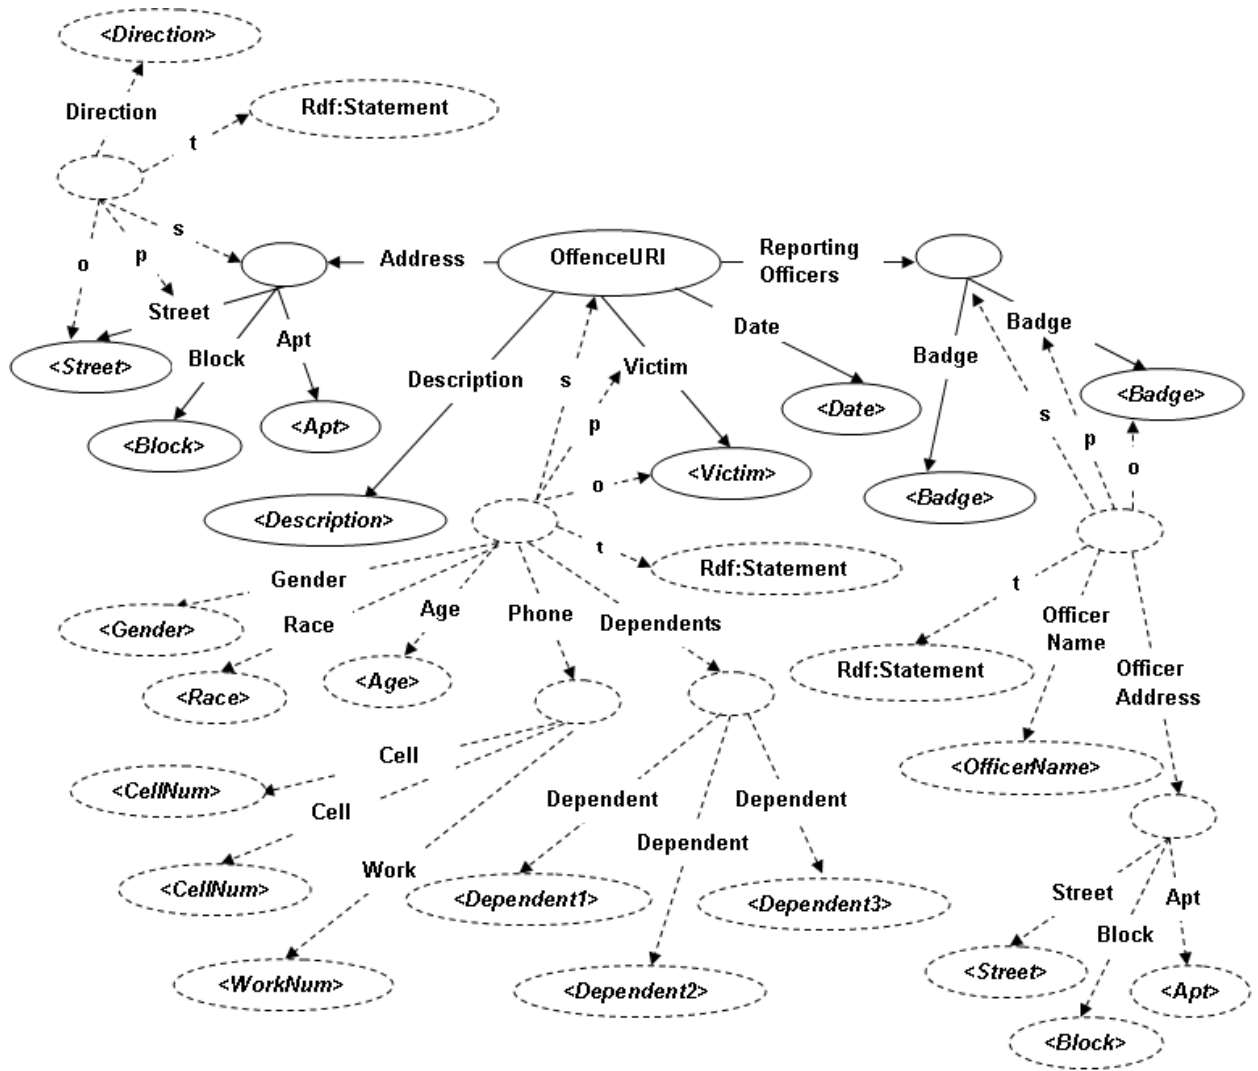 <Direction>
Direction
Rdf:Statement
t
s
p
o
Address
OffenceURI
Reporting
Officers
Street
Apt
Block
Date
Badge
Badge
Victim
Description
s
p
o
<Street>
<Block>
<Apt>
<Date>
<Badge>
s
p
o
<Victim>
<Badge>
<Description>
t
Rdf:Statement
Gender
Race
Age
Phone
Dependents
t
Officer
Name
Officer
Address
<Gender>
<Race>
<Age>
Rdf:Statement
Cell
<CellNum>
<OfficerName>
Cell
Dependent
Dependent
Dependent
Work
<CellNum>
<Dependent1>
<Dependent3>
Street
Apt
Block
<WorkNum>
<Dependent2>
<Street>
<Apt>
<Block>